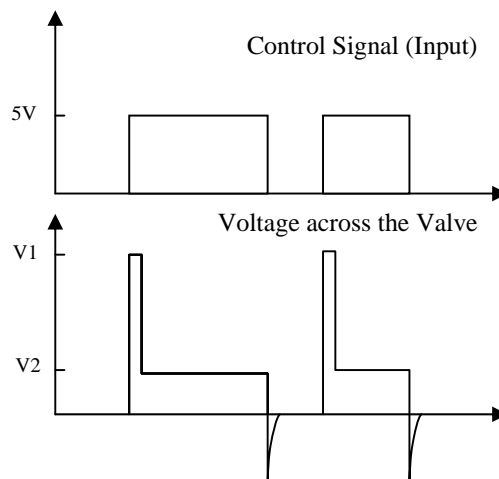 Control Signal (Input)
5V
Voltage across the Valve
V1
V2